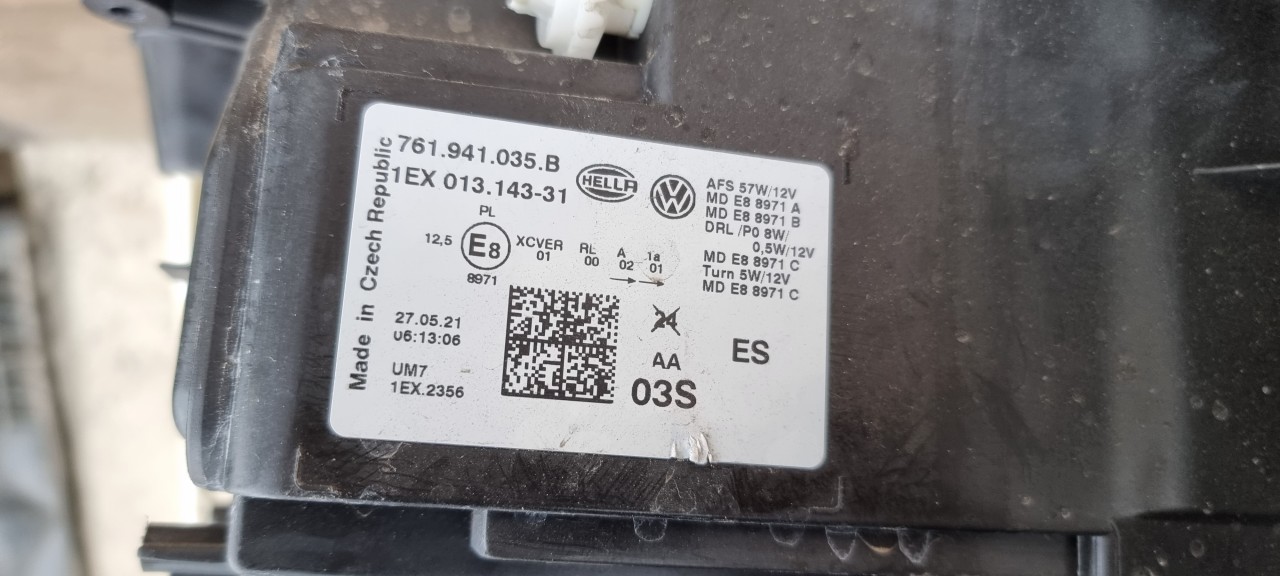 Made in Czech Republic
761.941.035.B
1EX 013.143-31
HELLA
VW
AFS 57W/12V
MD E8 8971 A
MD E8 8971 B
DRL /P0 8W/
0,5W/12V
MD E8 8971 C
Turn 5W/12V
MD E8 8971 C
PL
12,5
E8
8971
XCVER
01
RL
00
A
02
1a
01
27.05.21
06:13:06
UM7
1EX.2356
24
AA
03S
ES